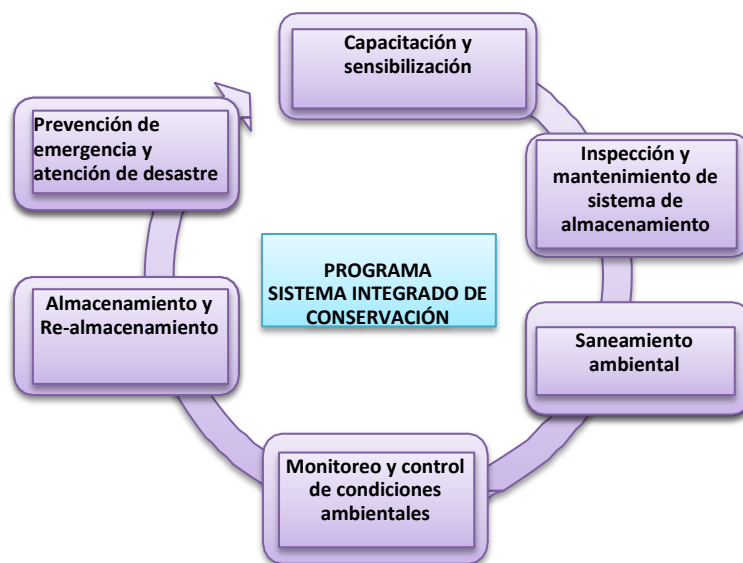 Capacitación y
sensibilización
Inspección y
mantenimiento de
sistema de
almacenamiento
Saneamiento
ambiental
Monitoreo y control
de condiciones
ambientales
Almacenamiento y
Re-almacenamiento
Prevención de
emergencia y
atención de desastre
PROGRAMA
SISTEMA INTEGRADO DE
CONSERVACIÓN